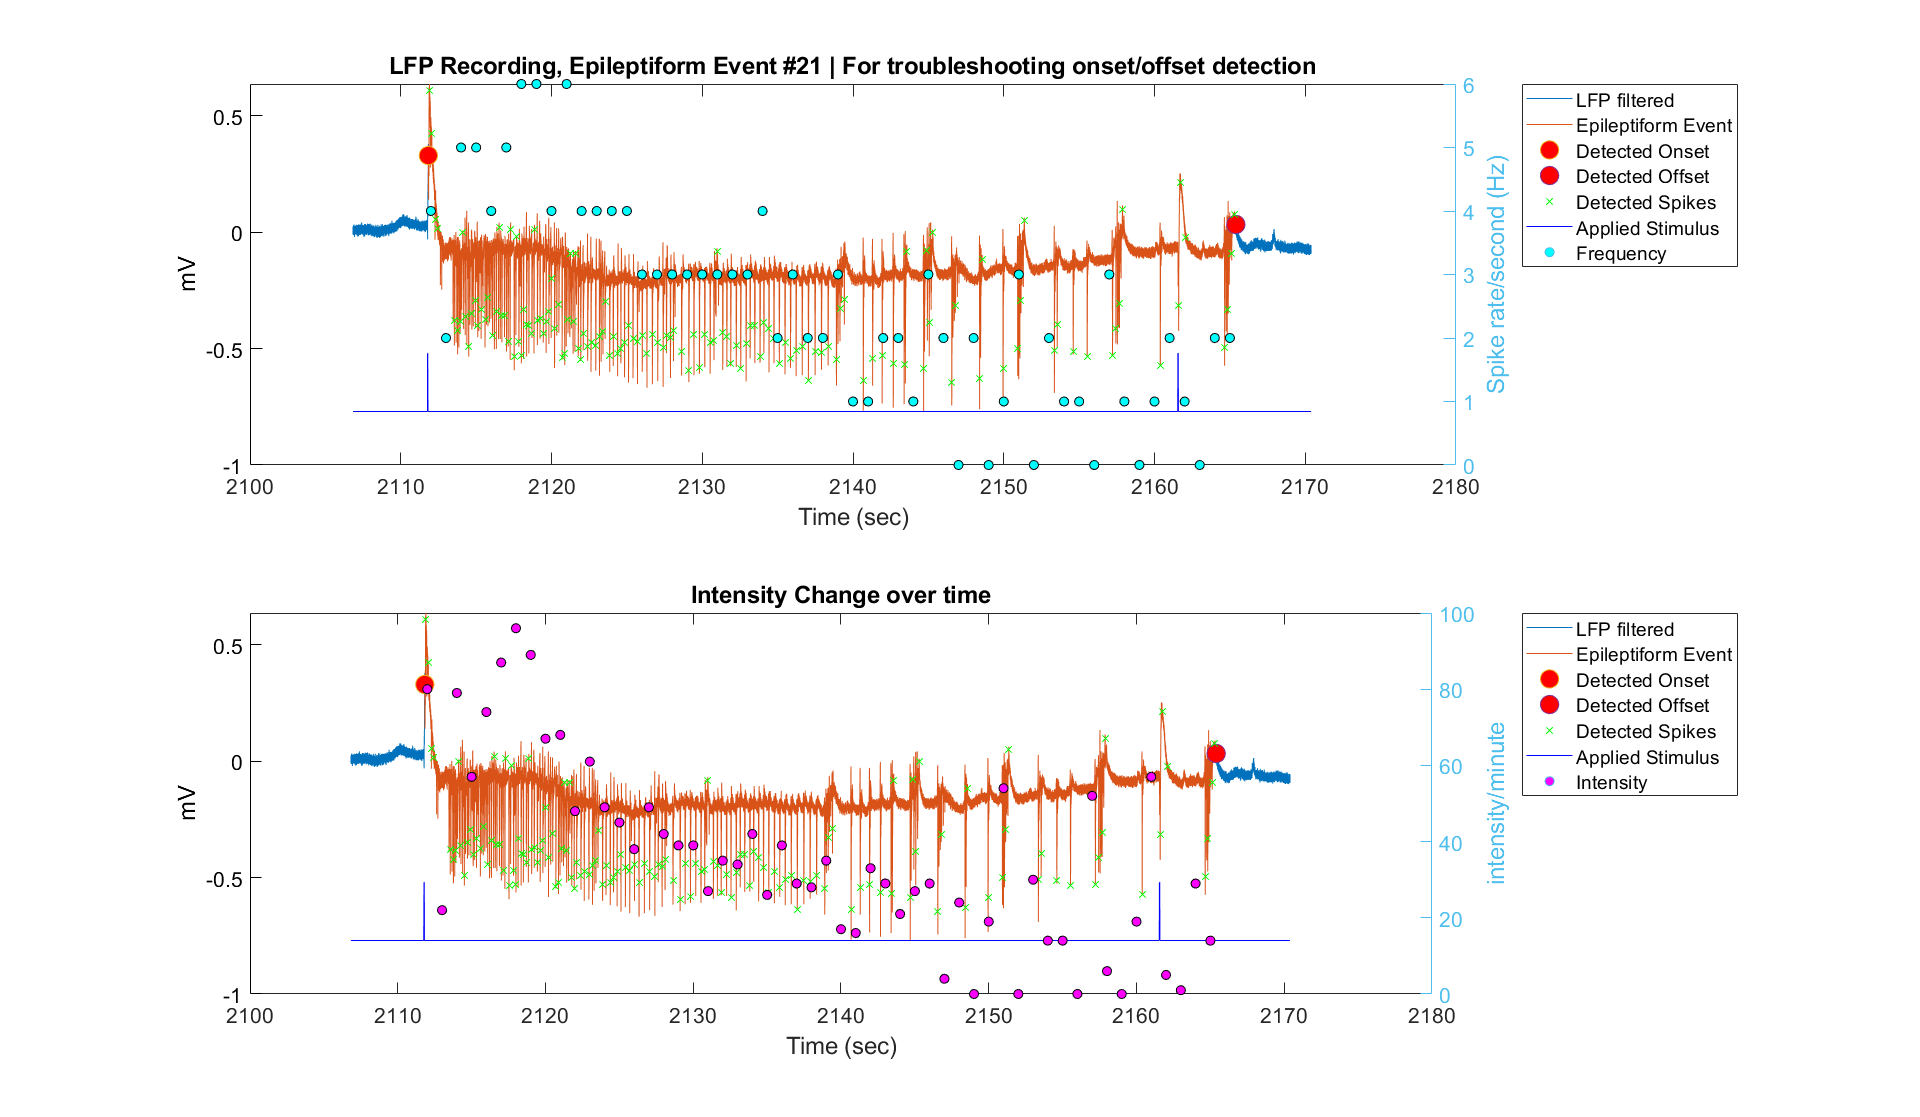 LFP Recording, Epileptiform Event #21 | For troubleshooting onset/offset detection
0.5
0
-0.5
-1
mV
2100 2110 2120 2130 2140 2150 2160 2170 2180
Time (sec)
6
5
4
3
2
1
0
Spike rate/second (Hz)
LFP filtered
Epileptiform Event
Detected Onset
Detected Offset
Detected Spikes
Applied Stimulus
Frequency
Intensity Change over time
0.5
0
-0.5
-1
mV
2100 2110 2120 2130 2140 2150 2160 2170 2180
Time (sec)
100
80
60
40
20
0
intensity/minute
LFP filtered
Epileptiform Event
Detected Onset
Detected Offset
Detected Spikes
Applied Stimulus
Intensity